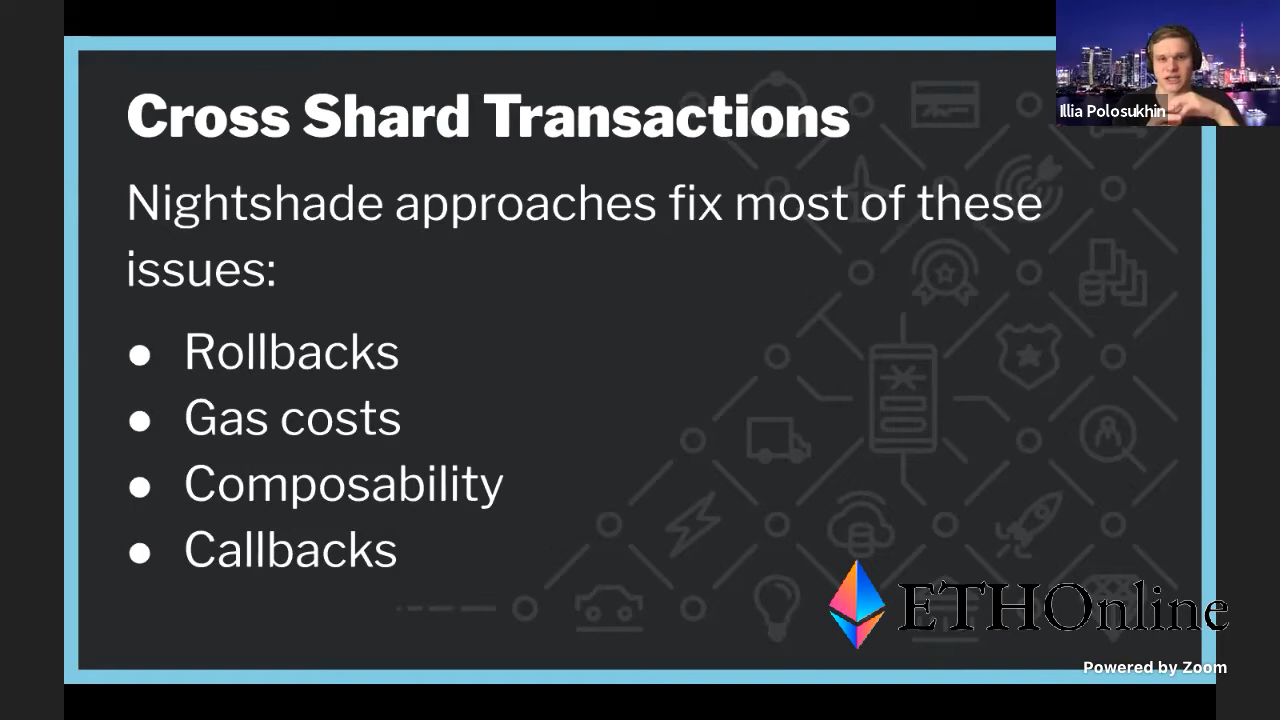 Cross Shard Transactions
Illia Polosukhin
Nightshade approaches fix most of these
issues:
● Rollbacks
● Gas costs
● Composability
● Callbacks
ETHOnline
Powered by Zoom